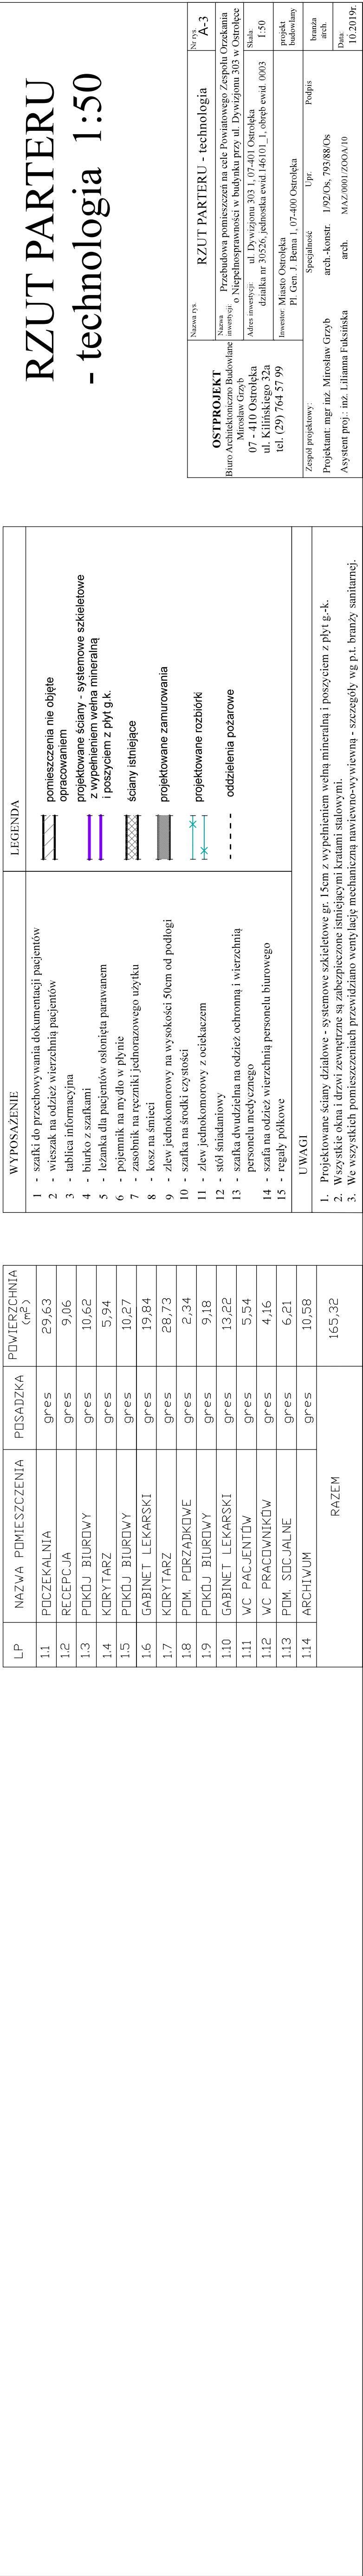 LP NAZWA POMIESZCZENIA POSADZKA POWIERZCHNIA (m²)
1.1 POCZEKALNIA gres 29,63
1.2 RECEPCJA gres 9,06
1.3 POKÓJ BIUROWY gres 10,62
1.4 KORYTARZ gres 5,94
1.5 POKÓJ BIUROWY gres 10,27
1.6 GABINET LEKARSKI gres 19,84
1.7 KORYTARZ gres 28,73
1.8 POM. PORZĄDKOWE gres 2,34
1.9 POKÓJ BIUROWY gres 9,18
1.10 GABINET LEKARSKI gres 13,22
1.11 WC PACJENTÓW gres 5,54
1.12 WC PRACOWNIKÓW gres 4,16
1.13 POM. SOCJALNE gres 6,21
1.14 ARCHIWUM gres 10,58
RAZEM 165,32
WYPOSAŻENIE
1 - szafki do przechowywania dokumentacji pacjentów
2 - wieszak na odzież wierzchnią pacjentów
3 - tablica informacyjna
4 - biurko z szafkami
5 - leżanka dla pacjentów osłonięta parawanem
6 - pojemnik na mydło w płynie
7 - zasobnik na ręczniki jednorazowego użytku
8 - kosz na śmieci
9 - zlew jednokomorowy na wysokości 50cm od podłogi
10 - szafka na środki czystości
11 - zlew jednokomorowy z ociekaczem
12 - stół śniadaniowy
13 - szafka dwudzielna na odzież ochronną i wierzchnią
personelu medycznego
14 - szafa na odzież wierzchnią personelu biurowego
15 - regały półkowe
LEGENDA
pomieszczenia nie objęte
opracowaniem
projektowane ściany - systemowe szkieletowe
z wypełnieniem wełna mineralną
i poszyciem z płyt g.k.
ściany istniejące
projektowane zamurowania
projektowane rozbiórki
oddzielenia pożarowe
UWAGI
1. Projektowane ściany działowe - systemowe szkieletowe gr. 15cm z wypełnieniem wełną mineralną i poszyciem z płyt g.-k.
2. Wszystkie okna i drzwi zewnętrzne są zabezpieczone istniejącymi kratami stalowymi.
3. We wszystkich pomieszczeniach przewidziano wentylację mechaniczną nawiewno-wywiewną - szczegóły wg p.t. branży sanitarnej.
RZUT PARTERU
- technologia 1:50
OSTPROJEKT
Biuro Architektoniczno Budowlane
Mirosław Grzyb
07 - 410 Ostrołęka
ul. Kilińskiego 32a
tel. (29) 764 57 99
Nazwa rys.
RZUT PARTERU - technologia
Nr rys.
A-3
Nazwa inwestycji:
Przebudowa pomieszczeń na cele Powiatowego Zespołu Orzekania
o Niepełnosprawności w budynku przy ul. Dywizjonu 303 w Ostrołęce
Adres inwestycji:
ul. Dywizjonu 303 1, 07-401 Ostrołęka
działka nr 30526, jednostka ewid.146101_1, obręb ewid. 0003
Skala:
1:50
Inwestor: Miasto Ostrołęka
Pl. Gen. J. Bema 1, 07-400 Ostrołęka
projekt
budowlany
Zespół projektowy: Specjalność Upr. Podpis
Projektant: mgr inż. Mirosław Grzyb arch.-konstr. 1/92/Os, 793/88/Os
Asystent proj.: inż. Lilianna Fuksińska arch. MAZ/0001/ZOOA/10
branża
arch.
Data:
10.2019r.